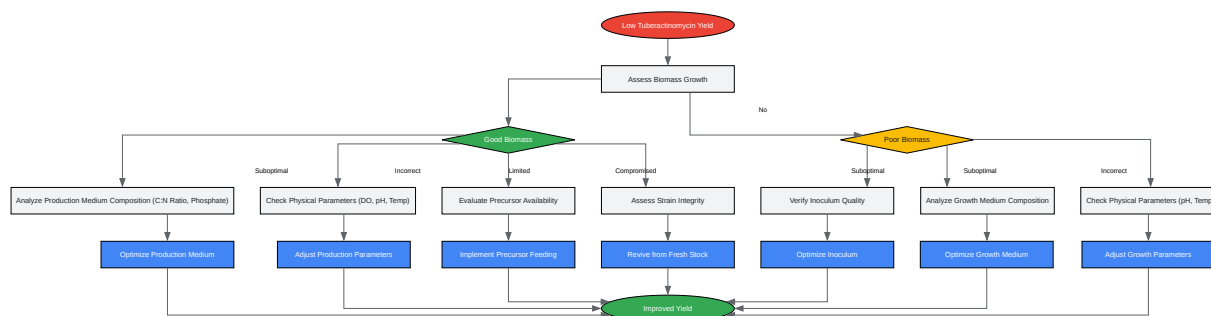 Low Tuberactinomycin Yield
Assess Biomass Growth
No
Good Biomass
Poor Biomass
Suboptimal
Incorrect
Limited
Compromised
Suboptimal
Suboptimal
Incorrect
Analyze Production Medium Composition (C:N Ratio, Phosphate)
Check Physical Parameters (DO, pH, Temp)
Evaluate Precursor Availability
Assess Strain Integrity
Verify Inoculum Quality
Analyze Growth Medium Composition
Check Physical Parameters (pH, Temp
Optimize Production Medium
Adjust Production Parameters
Implement Precursor Feeding
Revive from Fresh Stock
Optimize Inoculum
Optimize Growth Medium
Adjust Growth Parameters
Improved Yield